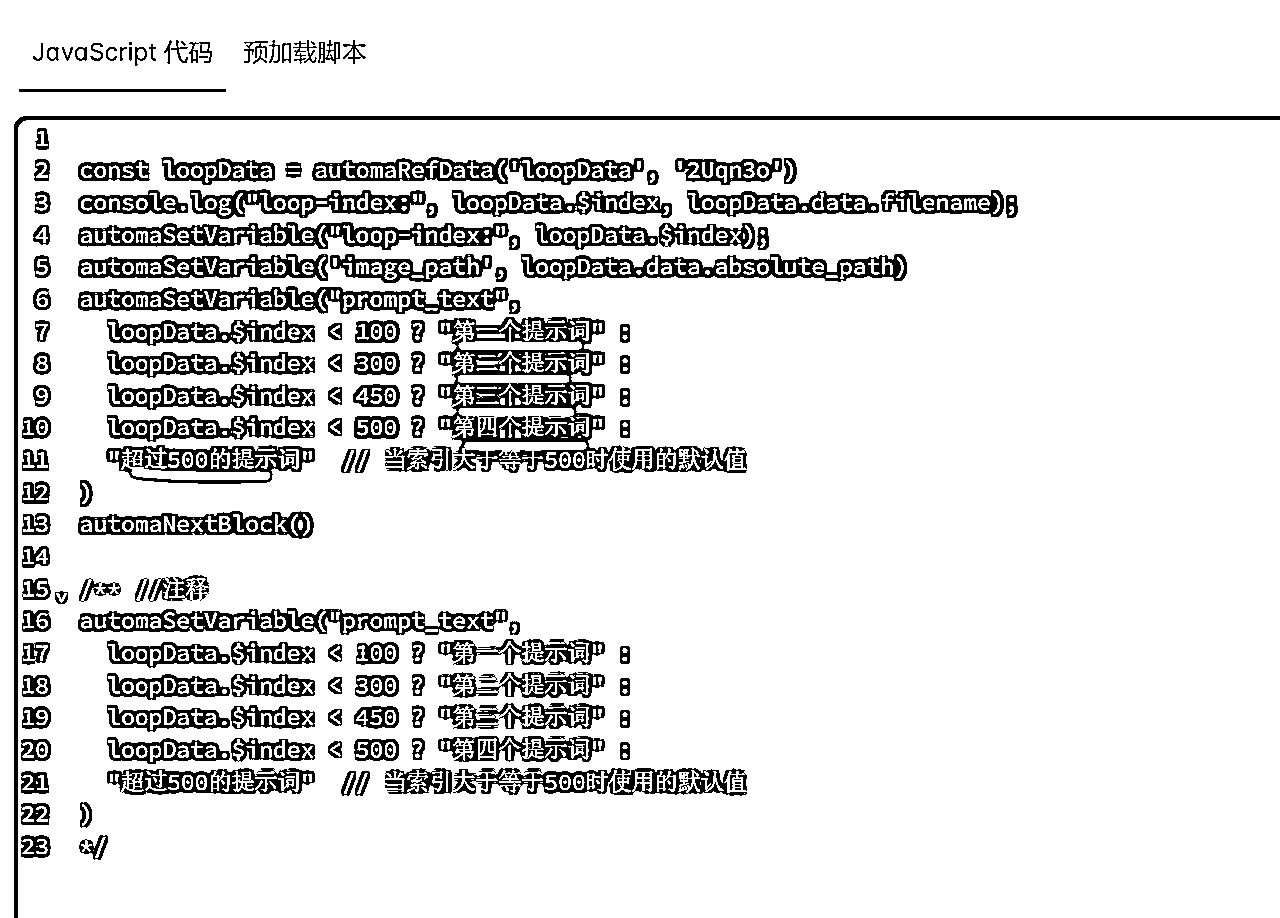 JavaScript 代码 预加载脚本
1
2 const loopData = automaRefData('loopData', '2Uqn3o')
3 console.log("loop-index:", loopData.$index, loopData.data.filename);
4 automaSetVariable("loop-index:", loopData.$index);
5 automaSetVariable('image_path', loopData.data.absolute_path)
6 automaSetVariable("prompt_text",
7 loopData.$index < 100 ? "第一个提示词" :
8 loopData.$index < 300 ? "第二个提示词" :
9 loopData.$index < 450 ? "第三个提示词" :
10 loopData.$index < 500 ? "第四个提示词" :
11 "超过500的提示词" // 当索引大于等于500时使用的默认值
12 )
13 automaNextBlock()
14
15 /** //注释
16 automaSetVariable("prompt_text",
17 loopData.$index < 100 ? "第一个提示词" :
18 loopData.$index < 300 ? "第二个提示词" :
19 loopData.$index < 450 ? "第三个提示词" :
20 loopData.$index < 500 ? "第四个提示词" :
21 "超过500的提示词" // 当索引大于等于500时使用的默认值
22 )
23 */